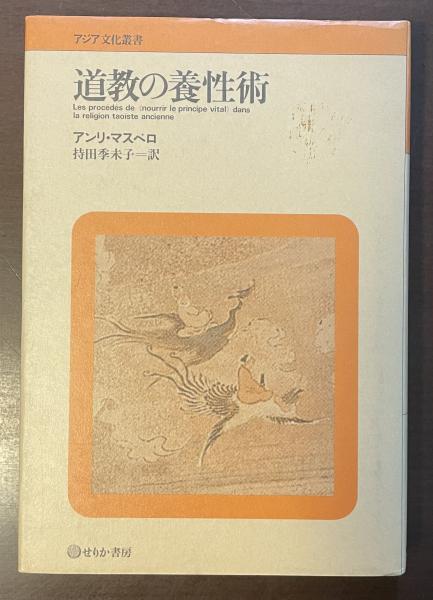 アジア文化叢書
道教の養性術
Les procédés de 〈nourrir le principe vital〉 dans
la religion taoïste ancienne
アンリ・マスペロ
持田季未子＝訳
せりか書房